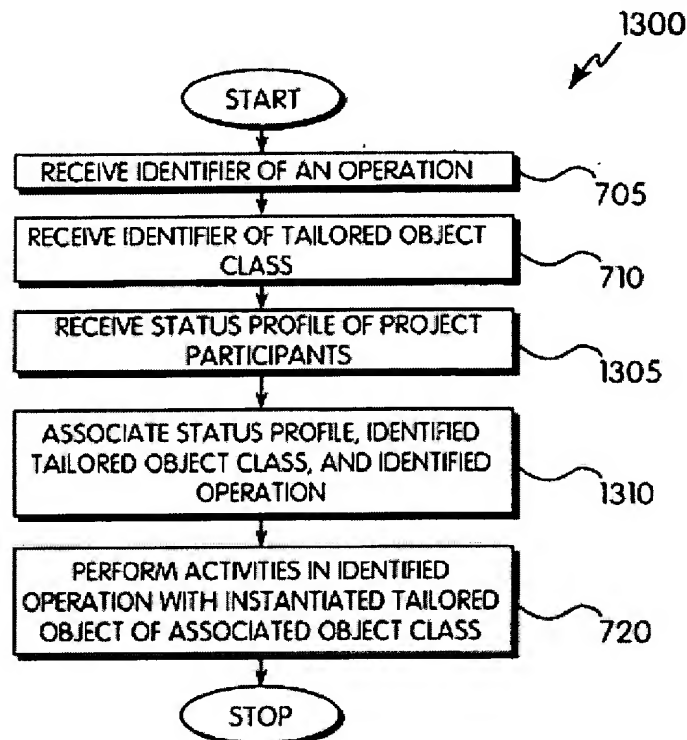 1300
START
RECEIVE IDENTIFIER OF AN OPERATION
705
RECEIVE IDENTIFIER OF TAILORED OBJECT
CLASS
710
RECEIVE STATUS PROFILE OF PROJECT
PARTICIPANTS
1305
ASSOCIATE STATUS PROFILE, IDENTIFIED
TAILORED OBJECT CLASS, AND IDENTIFIED
OPERATION
1310
PERFORM ACTIVITIES IN IDENTIFIED
OPERATION WITH INSTANTIATED TAILORED
OBJECT OF ASSOCIATED OBJECT CLASS
720
STOP